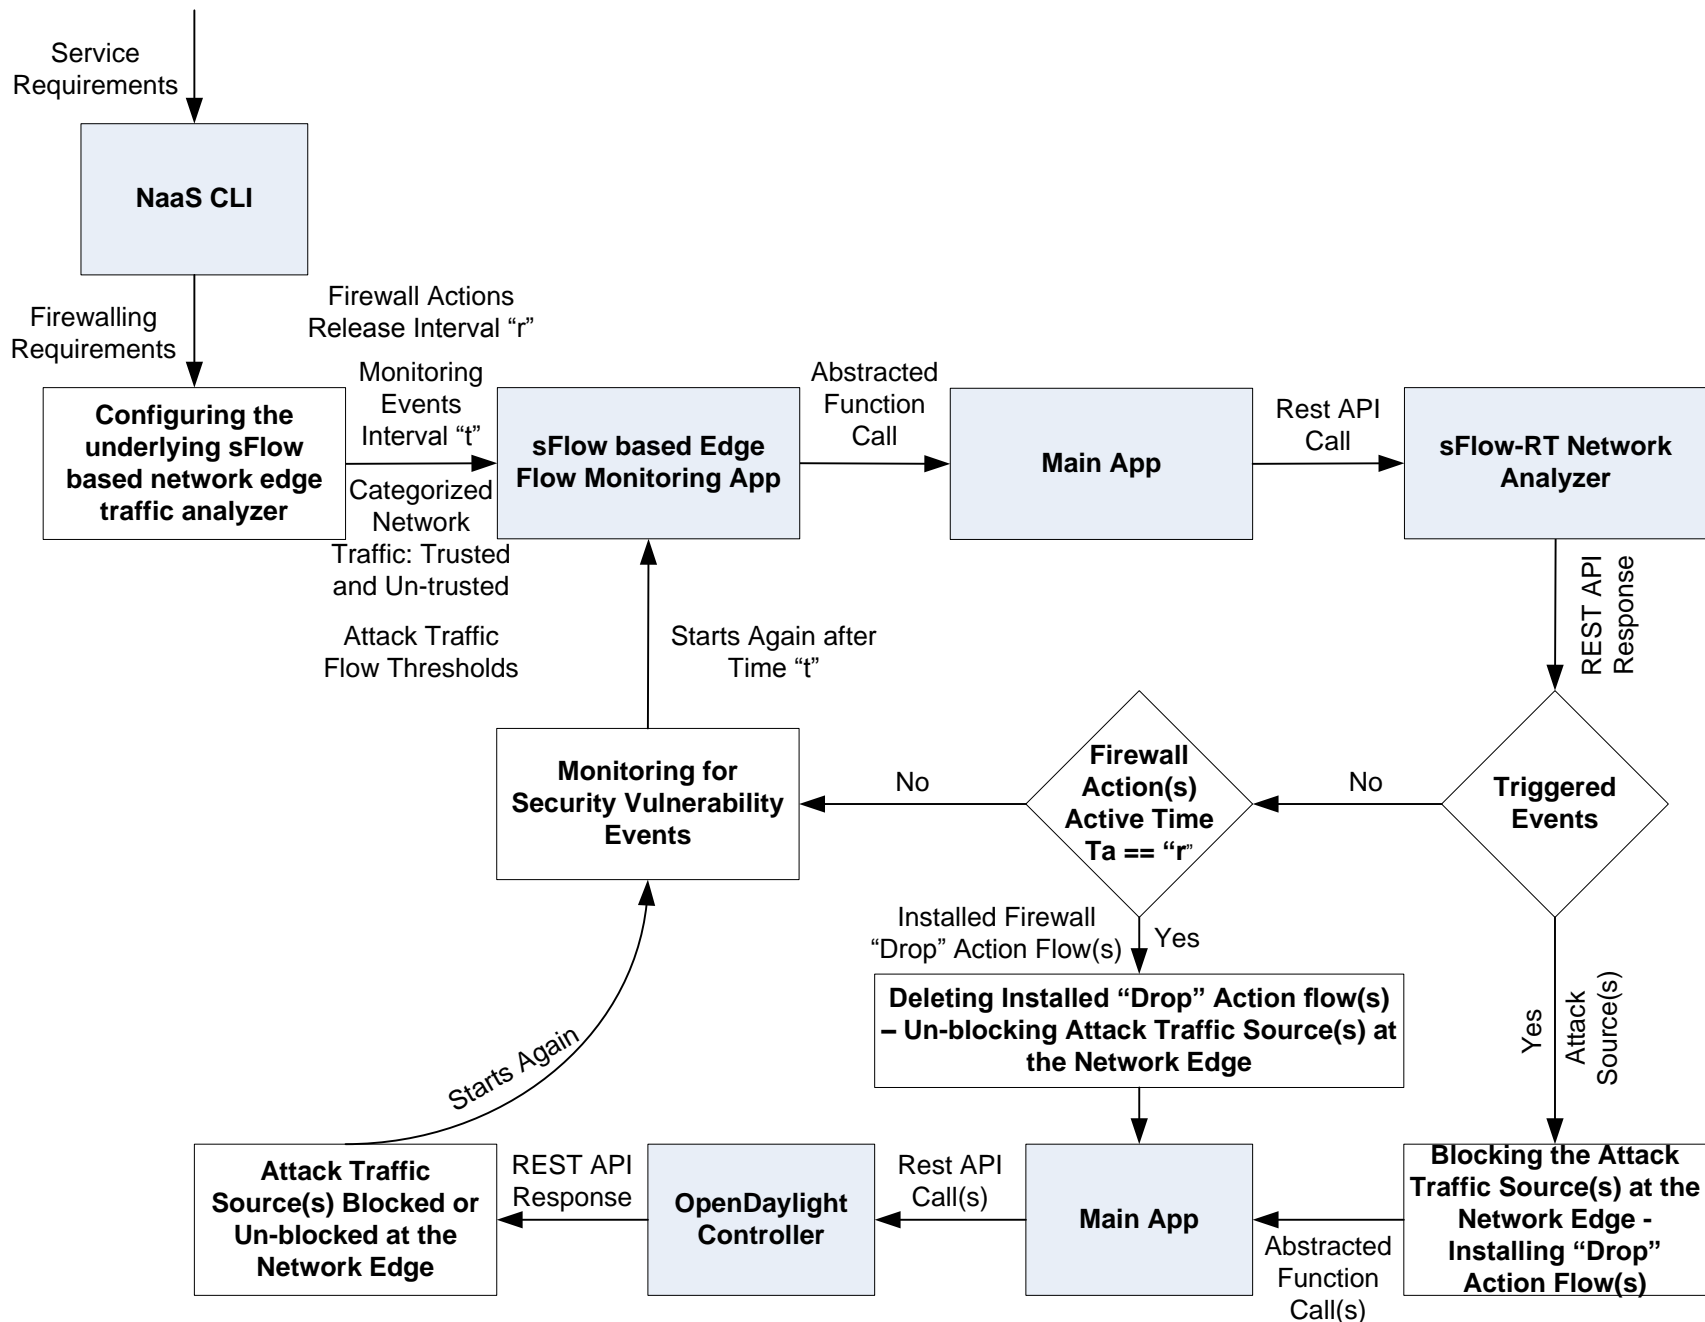 Service
Requirements
NaaS CLI
Firewalling
Requirements
Firewall Actions
Release Interval “r”
Configuring the
underlying sFlow
based network edge
traffic analyzer
Monitoring
Events
Interval “t”
Categorized
Network
Traffic: Trusted
and Un-trusted
Attack Traffic
Flow Thresholds
sFlow based Edge
Flow Monitoring App
Abstracted
Function
Call
Main App
Rest API
Call
sFlow-RT Network
Analyzer
REST API
Response
Starts Again after
Time “t”
Monitoring for
Security Vulnerability
Events
No
Firewall
Action(s)
Active Time
Ta == “r”
No
Triggered
Events
Installed Firewall
“Drop” Action Flow(s)
Yes
Deleting Installed “Drop” Action flow(s)
– Un-blocking Attack Traffic Source(s) at
the Network Edge
Yes
Attack
Source(s)
Starts Again
Attack Traffic
Source(s) Blocked or
Un-blocked at the
Network Edge
REST API
Response
OpenDaylight
Controller
Rest API
Call(s)
Main App
Abstracted
Function
Call(s)
Blocking the Attack
Traffic Source(s) at the
Network Edge -
Installing “Drop”
Action Flow(s)